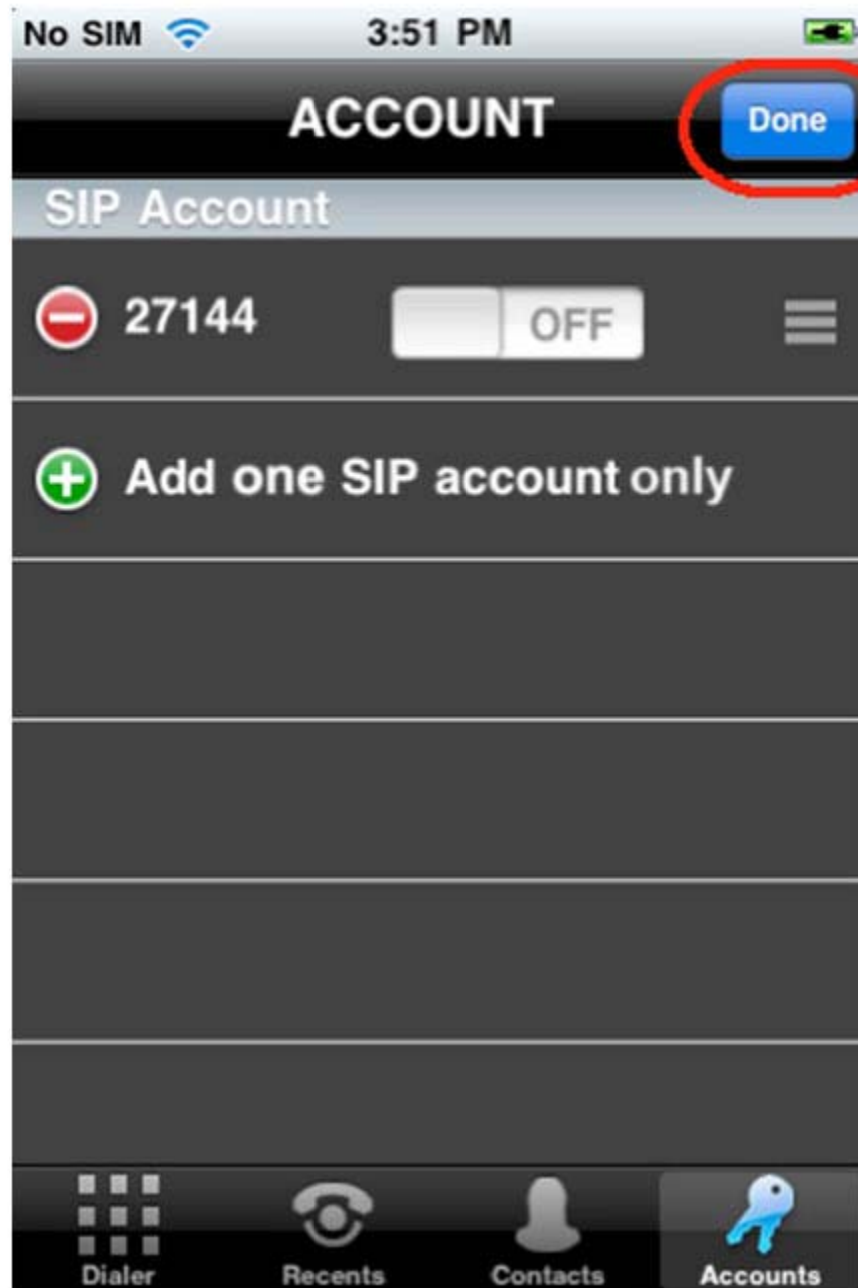 No SIM 3:51 PM
ACCOUNT Done
SIP Account
27144 OFF
Add one SIP account only
Dialer Recents Contacts Accounts